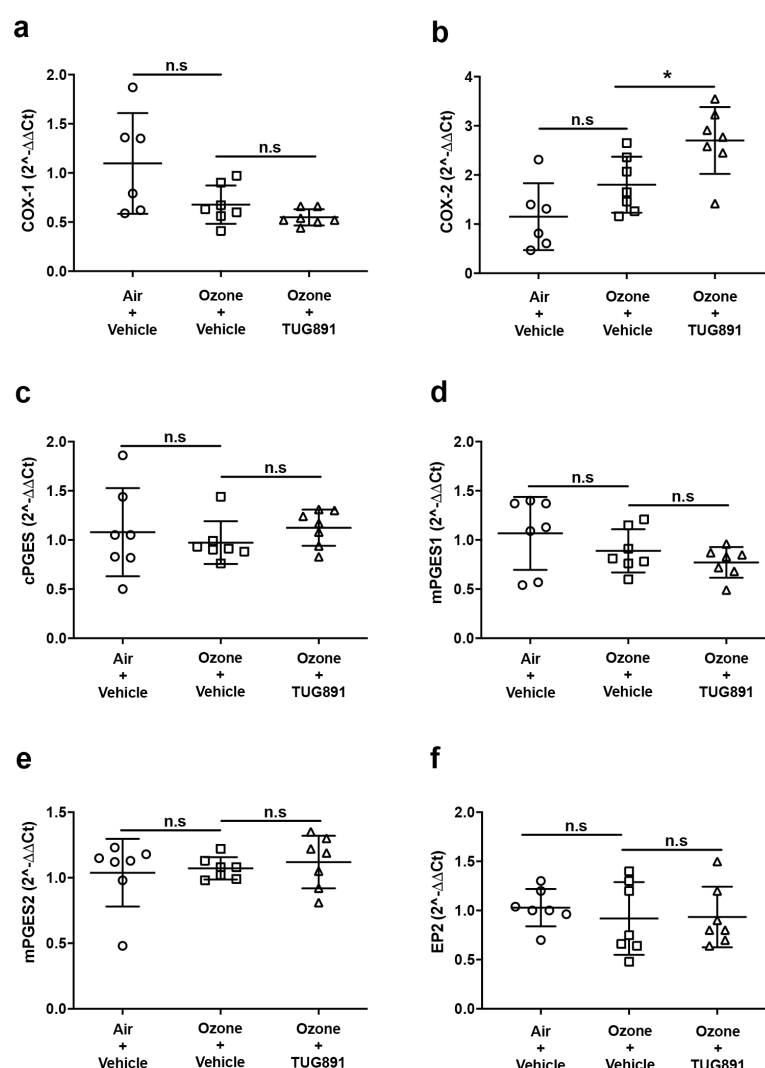 a
COX-1 (2^-ΔΔCt)
2.0
1.5
1.0
0.5
0.0
n.s
n.s
Air
+
Vehicle
Ozone
+
Vehicle
Ozone
+
TUG891
b
COX-2 (2^-ΔΔCt)
4
3
2
1
0
n.s
*
Air
+
Vehicle
Ozone
+
Vehicle
Ozone
+
TUG891
c
cPGES (2^-ΔΔCt)
2.0
1.5
1.0
0.5
0.0
n.s
n.s
Air
+
Vehicle
Ozone
+
Vehicle
Ozone
+
TUG891
d
mPGES1 (2^-ΔΔCt)
2.0
1.5
1.0
0.5
0.0
n.s
n.s
Air
+
Vehicle
Ozone
+
Vehicle
Ozone
+
TUG891
e
mPGES2 (2^-ΔΔCt)
1.5
1.0
0.5
0.0
n.s
n.s
Air
+
Vehicle
Ozone
+
Vehicle
Ozone
+
TUG891
f
EP2 (2^-ΔΔCt)
2.0
1.5
1.0
0.5
0.0
n.s
n.s
Air
+
Vehicle
Ozone
+
Vehicle
Ozone
+
TUG891